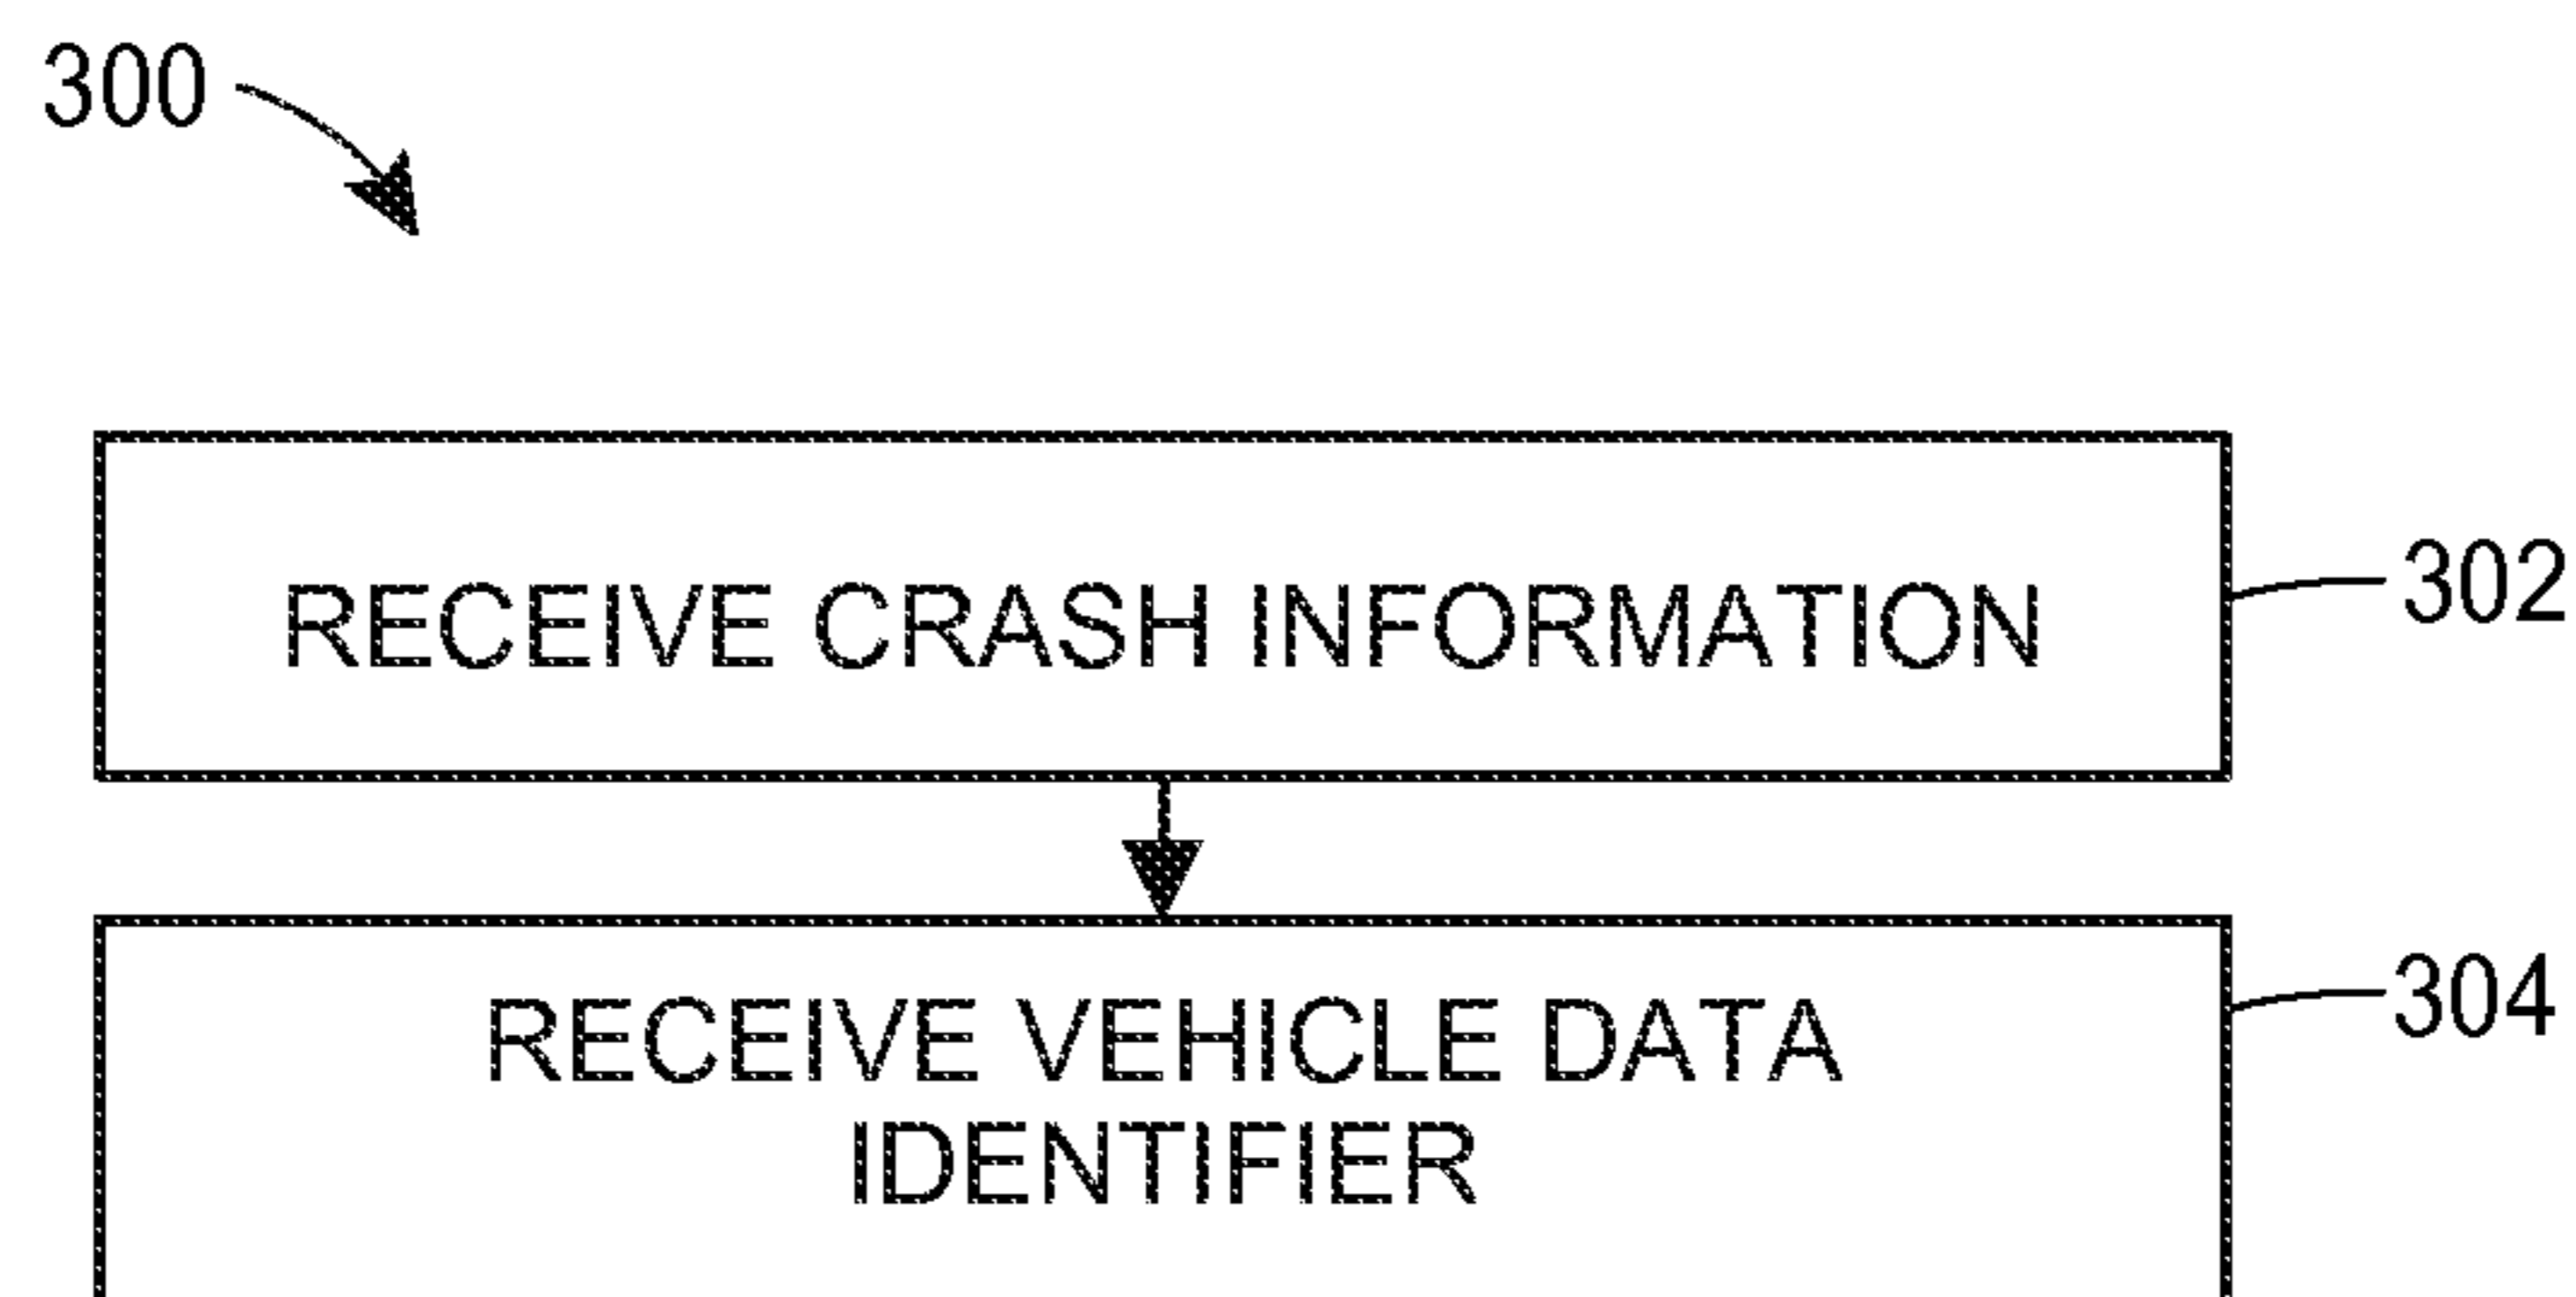 300
RECEIVE CRASH INFORMATION
302
RECEIVE VEHICLE DATA
IDENTIFIER
304